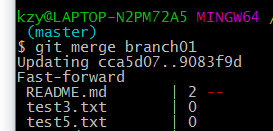 kzy@LAPTOP-N2PM72A5 MINGW64 /
(master)
$ git merge branch01
Updating cca5d07..9083f9d
Fast-forward
README.md | 2 --
test3.txt | 0
test5.txt | 0